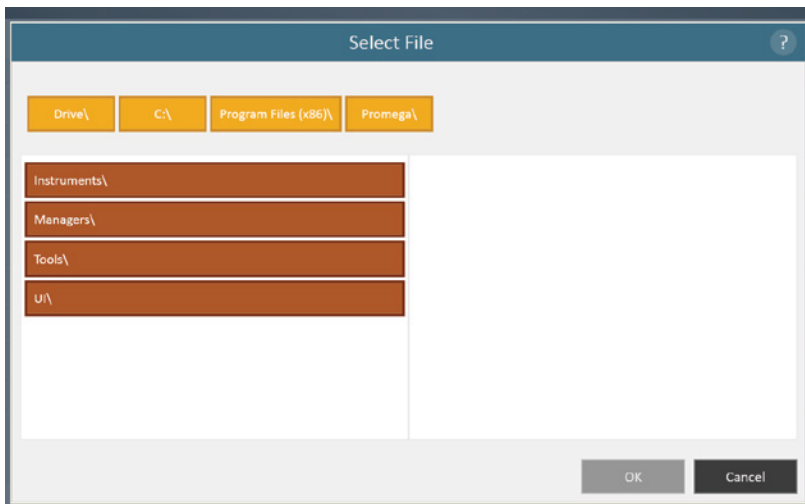 Select File
?
Drive\ C:\ Program Files (x86)\ Promega\
Instruments\
Managers\
Tools\
UI\
OK Cancel